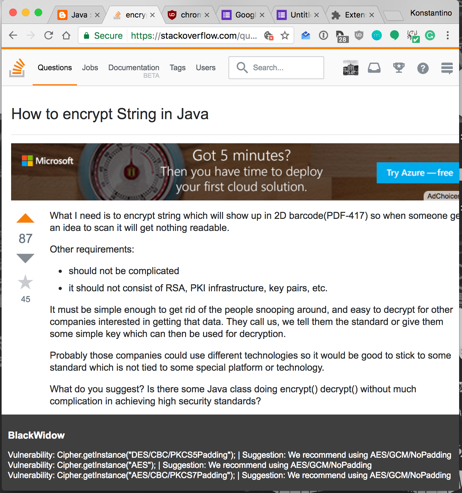 Java
encry
chron
Googl
Untitl
Exten
Konstantino
Secure https://stackoverflow.com/qu...
28
Questions Jobs Documentation Tags Users Search...
BETA
How to encrypt String in Java
Microsoft
Got 5 minutes?
Then you have time to deploy
your first cloud solution.
Try Azure — free
AdChoices
87
45
What I need is to encrypt string which will show up in 2D barcode(PDF-417) so when someone ge
an idea to scan it will get nothing readable.
Other requirements:
• should not be complicated
• it should not consist of RSA, PKI infrastructure, key pairs, etc.
It must be simple enough to get rid of the people snooping around, and easy to decrypt for other
companies interested in getting that data. They call us, we tell them the standard or give them
some simple key which can then be used for decryption.
Probably those companies could use different technologies so it would be good to stick to some
standard which is not tied to some special platform or technology.
What do you suggest? Is there some Java class doing encrypt() decrypt() without much
complication in achieving high security standards?
BlackWidow
Vulnerability: Cipher.getInstance("DES/CBC/PKCS5Padding"); | Suggestion: We recommend using AES/GCM/NoPadding
Vulnerability: Cipher.getInstance("AES"); | Suggestion: We recommend using AES/GCM/NoPadding
Vulnerability: Cipher.getInstance("DES/CBC/PKCS7Padding"); | Suggestion: We recommend using AES/GCM/NoPadding